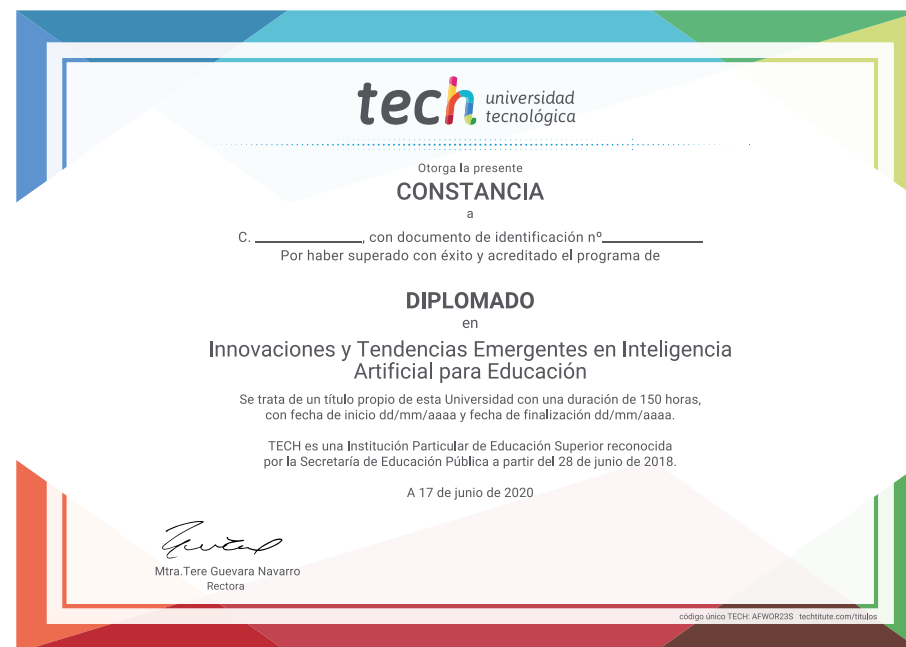 tech universidad
tecnológica
Otorga la presente
CONSTANCIA
a
C. ____________, con documento de identificación nº____________
Por haber superado con éxito y acreditado el programa de
DIPLOMADO
en
Innovaciones y Tendencias Emergentes en Inteligencia
Artificial para Educación
Se trata de un título propio de esta Universidad con una duración de 150 horas,
con fecha de inicio dd/mm/aaaa y fecha de finalización dd/mm/aaaa.
TECH es una Institución Particular de Educación Superior reconocida
por la Secretaría de Educación Pública a partir del 28 de junio de 2018.
A 17 de junio de 2020
Mtra.Tere Guevara Navarro
Rectora
código único TECH: AFWOR23S techtitute.com/titulos